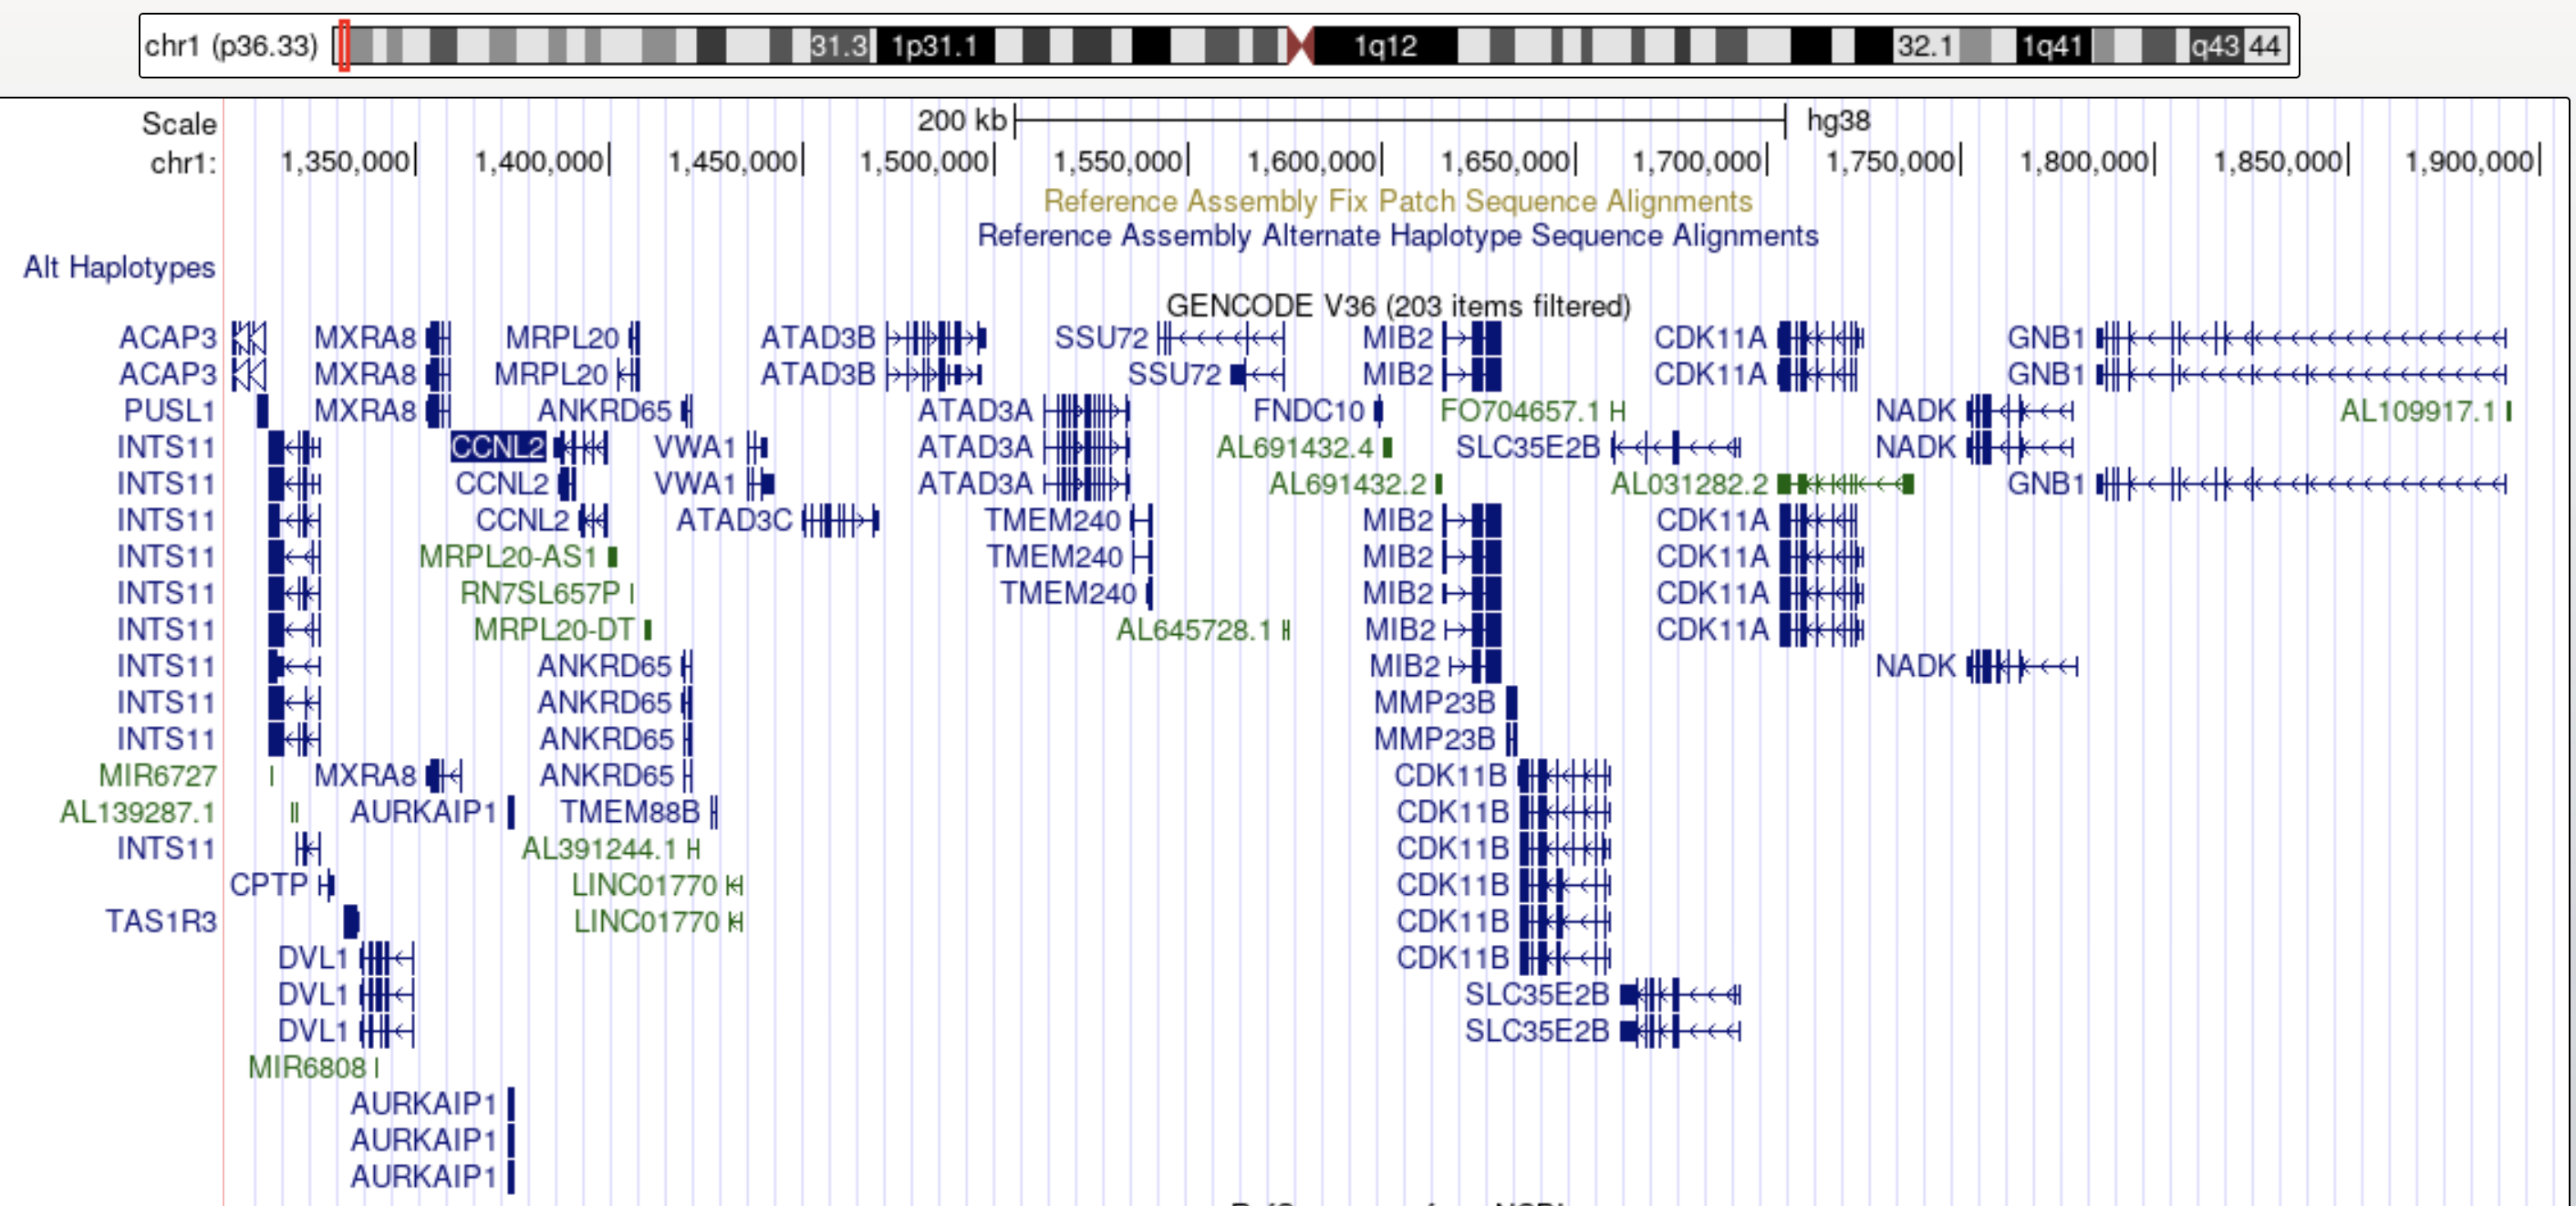 chr1 (p36.33) 31.3 1p31.1 1q12 32.1 1q41 q43 44
Scale 200 kb hg38
chr1: 1,350,000 1,400,000 1,450,000 1,500,000 1,550,000 1,600,000 1,650,000 1,700,000 1,750,000 1,800,000 1,850,000 1,900,000
Reference Assembly Fix Patch Sequence Alignments
Reference Assembly Alternate Haplotype Sequence Alignments
Alt Haplotypes
GENCODE V36 (203 items filtered)
ACAP3 MXRA8 MRPL20 ATAD3B SSU72 MIB2 CDK11A GNB1
ACAP3 MXRA8 MRPL20 ATAD3B SSU72 MIB2 CDK11A GNB1
PUSL1 MXRA8 ANKRD65 ATAD3A FNDC10 FO704657.1 NADK AL109917.1
INTS11 CCNL2 VWA1 ATAD3A AL691432.4 SLC35E2B NADK
INTS11 CCNL2 VWA1 ATAD3A AL691432.2 AL031282.2 GNB1
INTS11 CCNL2 ATAD3C TMEM240 MIB2 CDK11A
INTS11 MRPL20-AS1 TMEM240 MIB2 CDK11A
INTS11 RN7SL657P TMEM240 MIB2 CDK11A
INTS11 MRPL20-DT AL645728.1 MIB2 CDK11A
INTS11 ANKRD65 MIB2 NADK
INTS11 ANKRD65 MMP23B
INTS11 ANKRD65 MMP23B
MIR6727 MXRA8 ANKRD65 CDK11B
AL139287.1 AURKAIP1 TMEM88B CDK11B
INTS11 AL391244.1 CDK11B
CPTP LINC01770 CDK11B
TAS1R3 LINC01770 CDK11B
DVL1 CDK11B
DVL1 SLC35E2B
DVL1 SLC35E2B
MIR6808
AURKAIP1
AURKAIP1
AURKAIP1